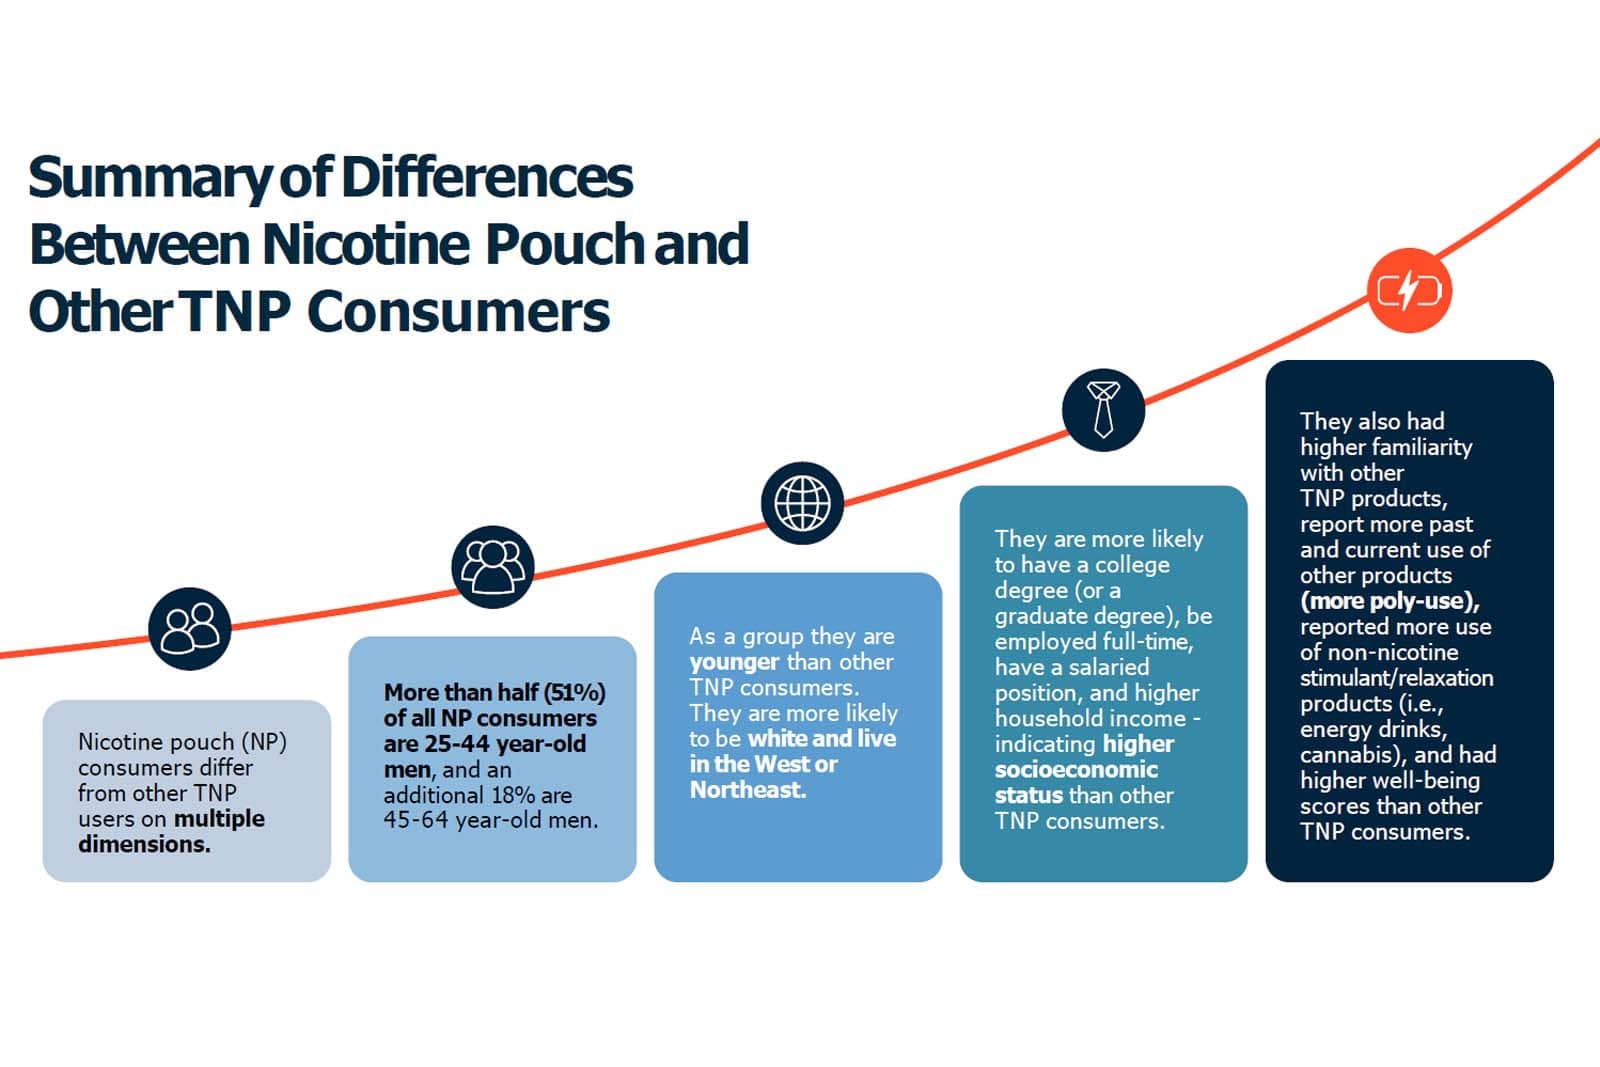 Summary of Differences
Between Nicotine Pouch and
Other TNP Consumers
Nicotine pouch (NP)
consumers differ
from other TNP
users on multiple
dimensions.
More than half (51%)
of all NP consumers
are 25-44 year-old
men, and an
additional 18% are
45-64 year-old men.
As a group they are
younger than other
TNP consumers.
They are more likely
to be white and live
in the West or
Northeast.
They are more likely
to have a college
degree (or a
graduate degree), be
employed full-time,
have a salaried
position, and higher
household income -
indicating higher
socioeconomic
status than other
TNP consumers.
They also had
higher familiarity
with other
TNP products,
report more past
and current use of
other products
(more poly-use),
reported more use
of non-nicotine
stimulant/relaxation
products (i.e.,
energy drinks,
cannabis), and had
higher well-being
scores than other
TNP consumers.